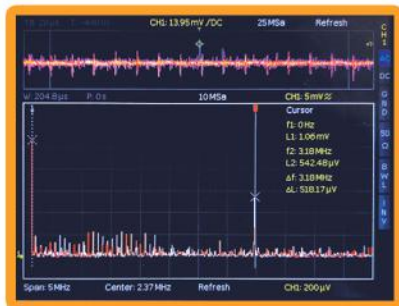 CH1: 13.95mV / DC
25MSa
Refresh
W: 204.8µs
P: 0s
10MSa
CH1: 5mV
Cursor
f1: 0Hz
L1: 1.06mV
f2: 3.18MHz
L2: 542.48µV
Δf: 3.18MHz
ΔL: 518.17µV
Span: 5MHz
Center: 2.37MHz
Refresh
CH1: 200µV
CH1
AC
DC
GND
50Ω
BWL
INV